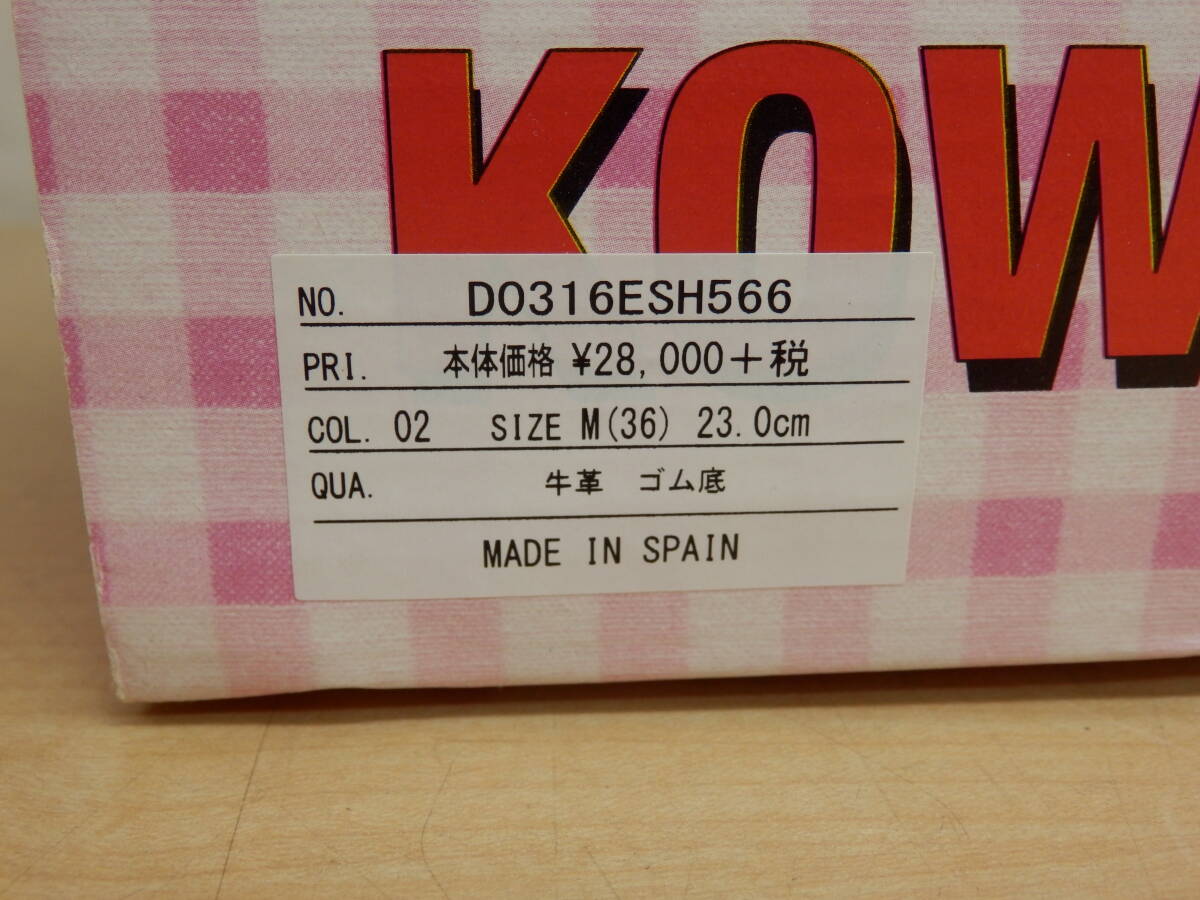 KOW
NO. DO316ESH566
PRI. 本体価格 ¥28,000+税
COL. 02 SIZE M(36) 23.0cm
QUA. 牛革 ゴム底
MADE IN SPAIN